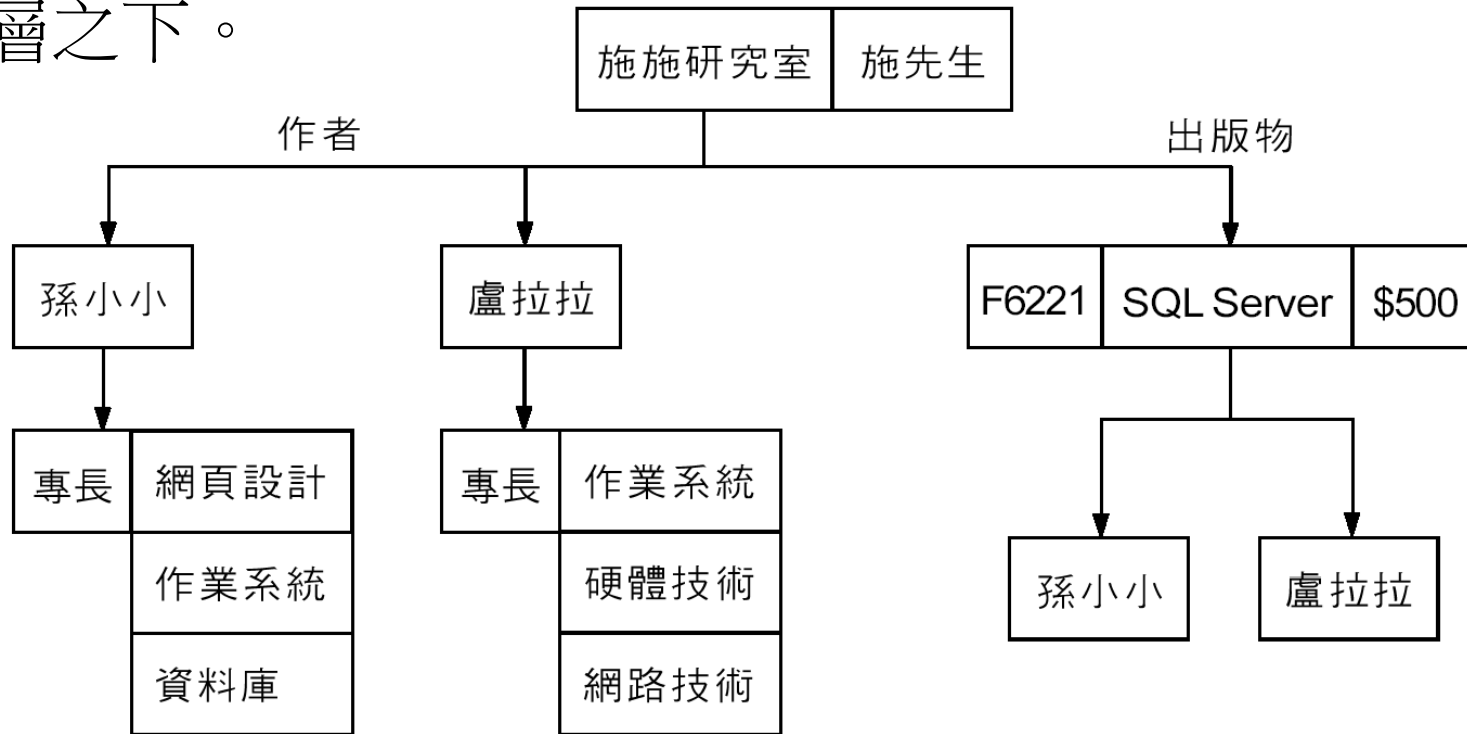 層之下。
施施研究室 施先生
作者 出版物
孫小小 盧拉拉 F6221 SQL Server $500
專長 網頁設計 專長 作業系統
作業系統 硬體技術
孫小小 盧拉拉
資料庫 網路技術